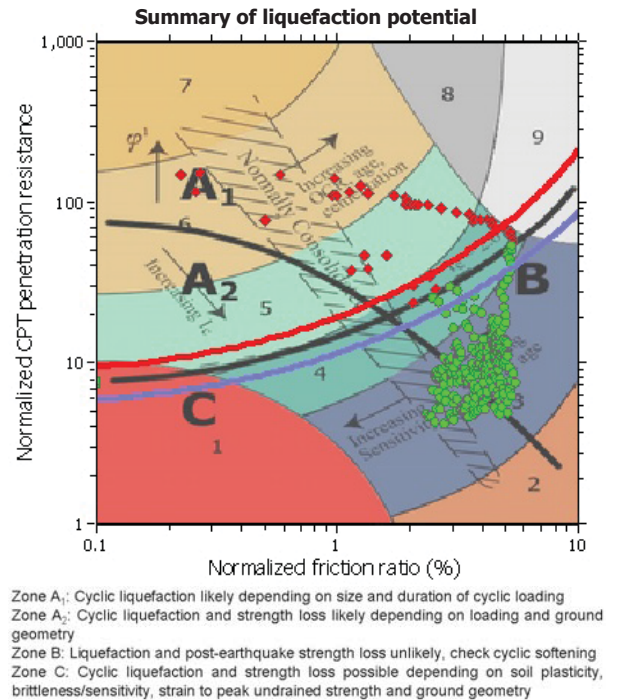 Summary of liquefaction potential
1,000
100
10
1
0.1
1
10
Normalized CPT penetration resistance
Normalized friction ratio (%)
7
8
9
φ'
A1
6
Increasing
OCR, age,
cementation
Normally Consol
A2
Increasing Ic
5
B
4
age
3
C
1
Increasing
Sensitivi
2
Zone A1: Cyclic liquefaction likely depending on size and duration of cyclic loading
Zone A2: Cyclic liquefaction and strength loss likely depending on loading and ground
geometry
Zone B: Liquefaction and post-earthquake strength loss unlikely, check cyclic softening
Zone C: Cyclic liquefaction and strength loss possible depending on soil plasticity,
brittleness/sensitivity, strain to peak undrained strength and ground geometry